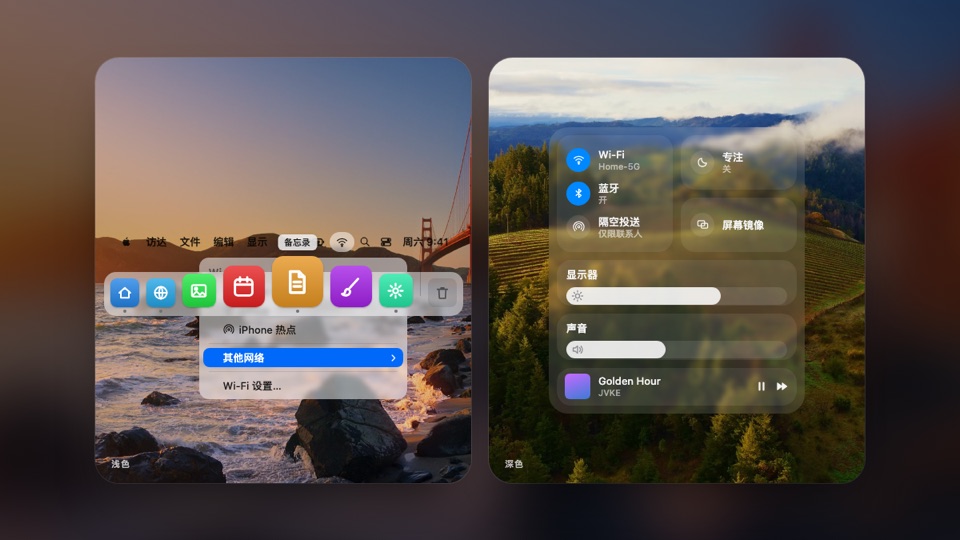 访达 文件 编辑 显示 备忘录 周六 9:41
iPhone 热点
其他网络
Wi-Fi 设置...
浅色
Wi-Fi
Home-5G
蓝牙
开
隔空投送
仅限联系人
专注
关
屏幕镜像
显示器
声音
Golden Hour
JVKE
深色